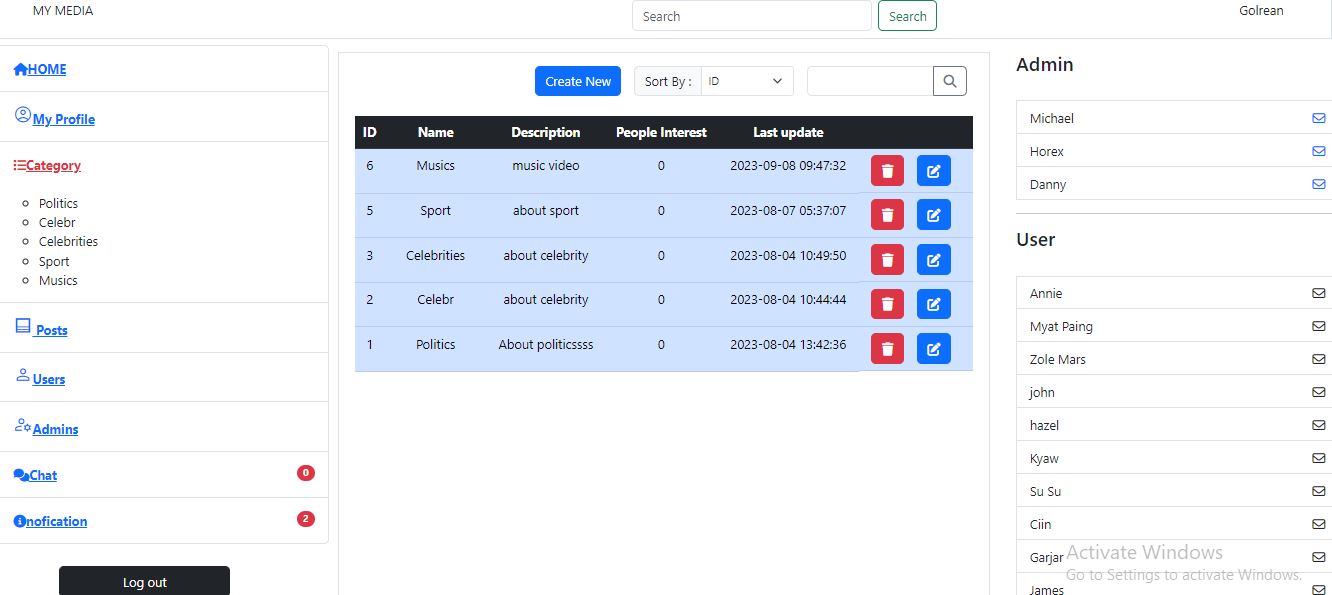 MY MEDIA
Search
Search
Golrean
HOME
My Profile
Category
Politics
Celebr
Celebrities
Sport
Musics
Posts
Users
Admins
Chat 0
nofication 2
Log out
Create New
Sort By : ID
ID Name Description People Interest Last update
6 Musics music video 0 2023-09-08 09:47:32
5 Sport about sport 0 2023-08-07 05:37:07
3 Celebrities about celebrity 0 2023-08-04 10:49:50
2 Celebr about celebrity 0 2023-08-04 10:44:44
1 Politics About politicssss 0 2023-08-04 13:42:36
Admin
Michael
Horex
Danny
User
Annie
Myat Paing
Zole Mars
john
hazel
Kyaw
Su Su
Ciin
Garjar
James
Activate Windows
Go to Settings to activate Windows.